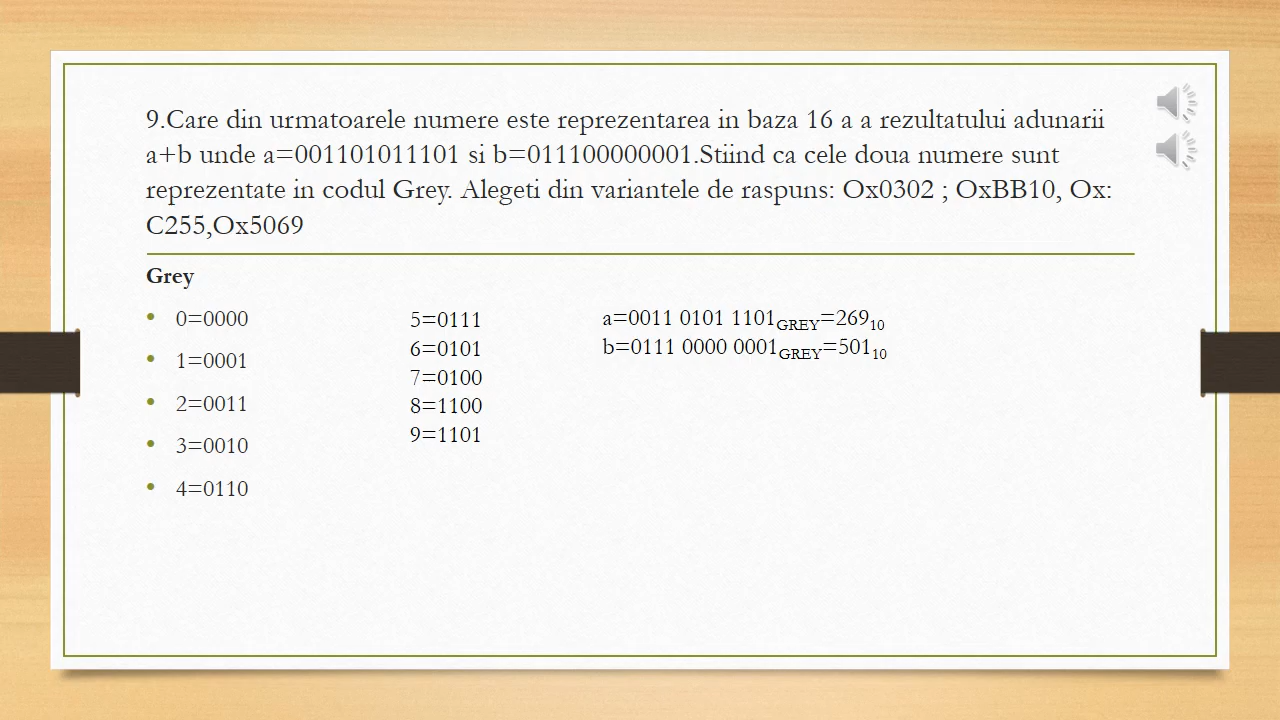 9.Care din urmatoarele numere este reprezentarea in baza 16 a a rezultatului adunarii
a+b unde a=001101011101 si b=011100000001.Stiind ca cele doua numere sunt
reprezentate in codul Grey. Alegeti din variantele de raspuns: Ox0302 ; OxBB10, Ox:
C255,Ox5069
Grey
• 0=0000
• 1=0001
• 2=0011
• 3=0010
• 4=0110
5=0111
6=0101
7=0100
8=1100
9=1101
a=0011 0101 1101GREY=26910
b=0111 0000 0001GREY=50110